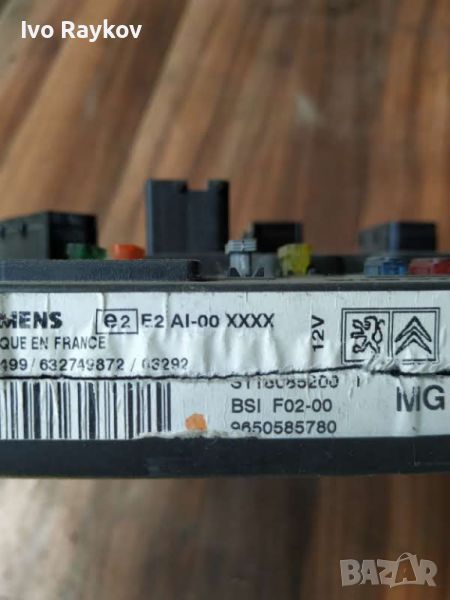 Ivo Raykov
MENS e2 E2 AI-00 XXXX
QUE EN FRANCE
12V
499/632749872 / 03292
S118085200
BSI F02-00
MG
9650585780
BAZAR